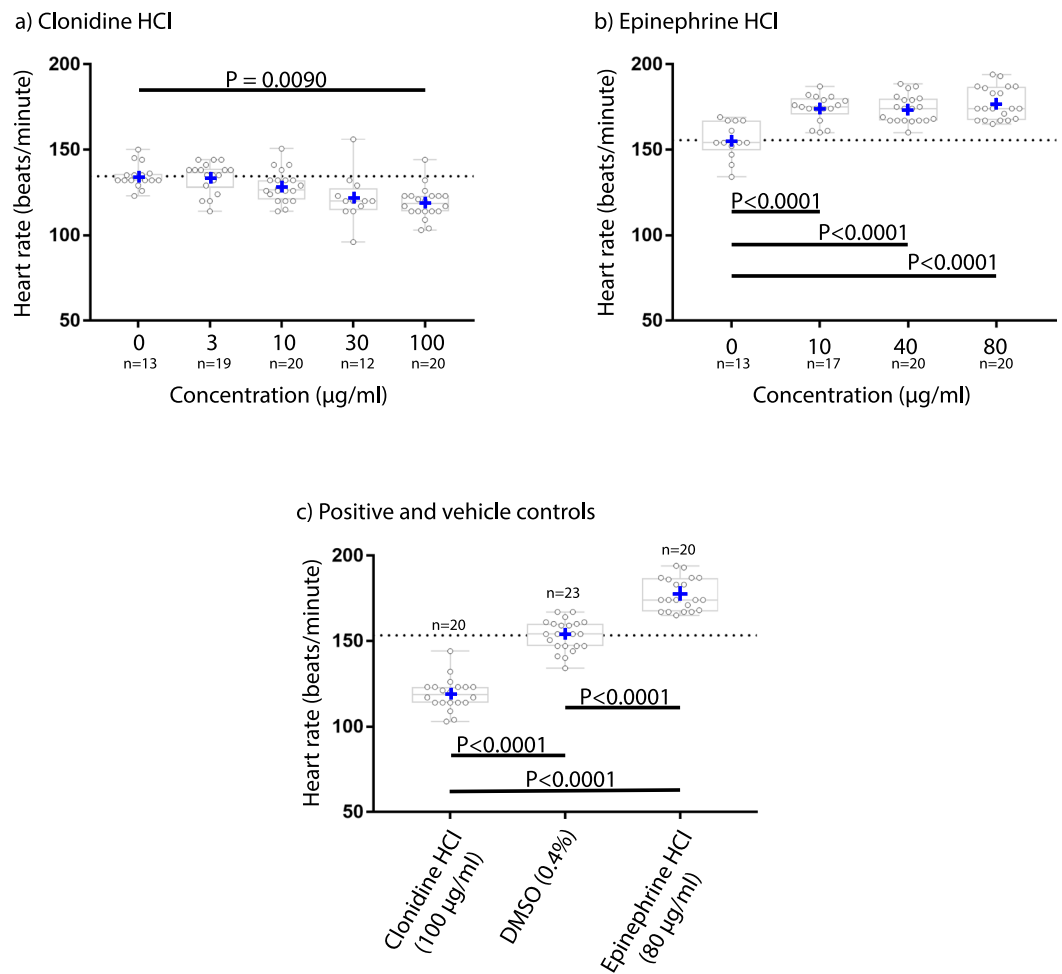 a) Clonidine HCl
Heart rate (beats/minute)
200
150
100
50
P = 0.0090
0 3 10 30 100
n=13 n=19 n=20 n=12 n=20
Concentration (µg/ml)
b) Epinephrine HCl
Heart rate (beats/minute)
200
150
100
50
P<0.0001
P<0.0001
P<0.0001
0 10 40 80
n=13 n=17 n=20 n=20
Concentration (µg/ml)
c) Positive and vehicle controls
Heart rate (beats/minute)
200
150
100
50
n=20
n=23
n=20
P<0.0001
P<0.0001
P<0.0001
Clonidine HCl
(100 µg/ml)
DMSO (0.4%)
Epinephrine HCl
(80 µg/ml)